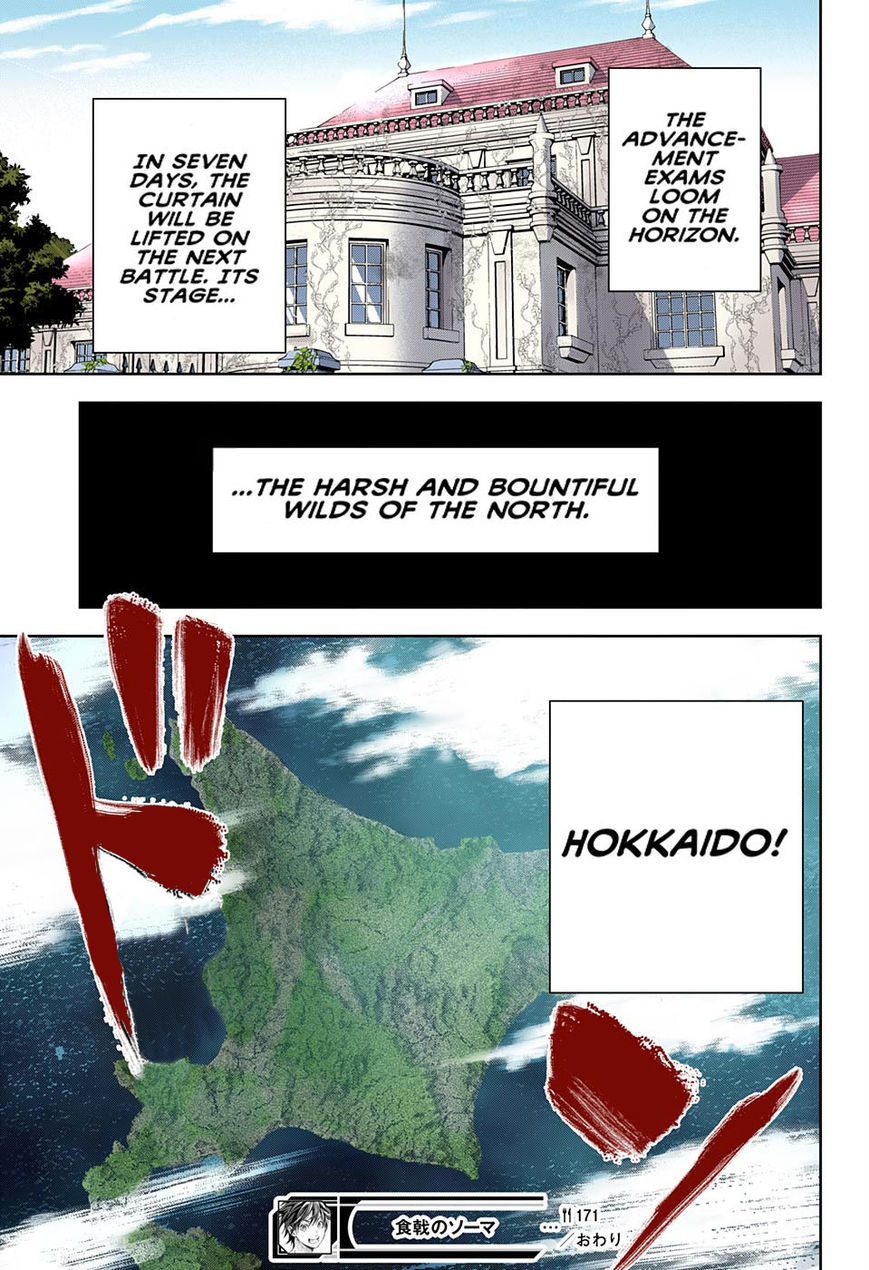 THE
ADVANCE-
MENT
EXAMS
LOOM
ON THE
HORIZON.
IN SEVEN
DAYS, THE
CURTAIN
WILL BE
LIFTED ON
THE NEXT
BATTLE. ITS
STAGE...
...THE HARSH AND BOUNTIFUL
WILDS OF THE NORTH.
HOKKAIDO!
ドン
食戟のソーマ
...171
/おわり